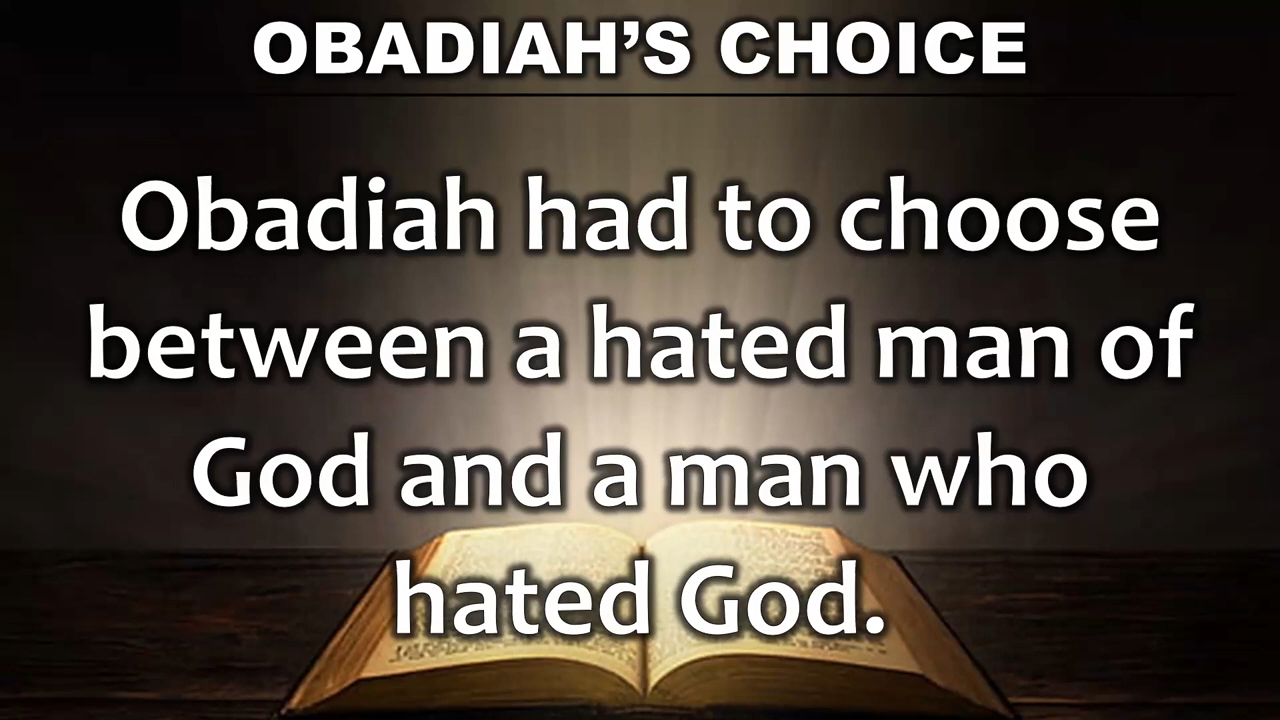 OBADIAH’S CHOICE
Obadiah had to choose
between a hated man of
God and a man who
hated God.